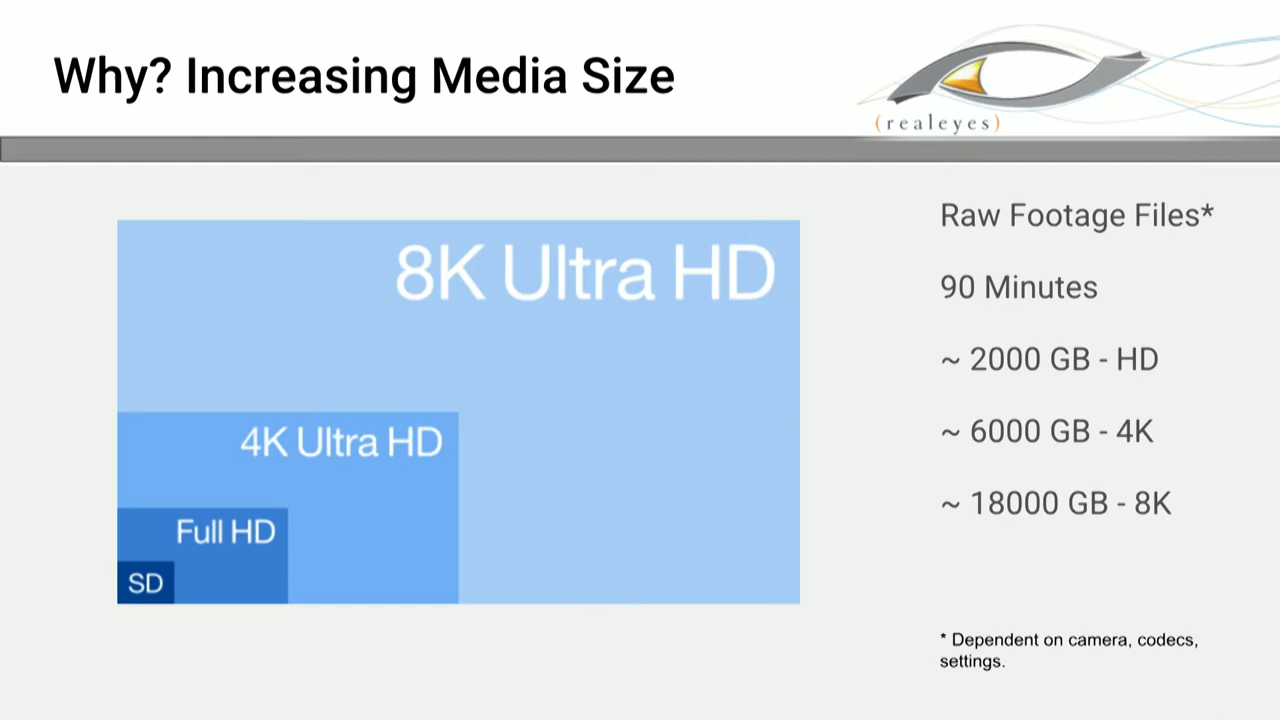 Why? Increasing Media Size
(realeyes)
8K Ultra HD
4K Ultra HD
Full HD
SD
Raw Footage Files*
90 Minutes
~ 2000 GB - HD
~ 6000 GB - 4K
~ 18000 GB - 8K
* Dependent on camera, codecs,
settings.